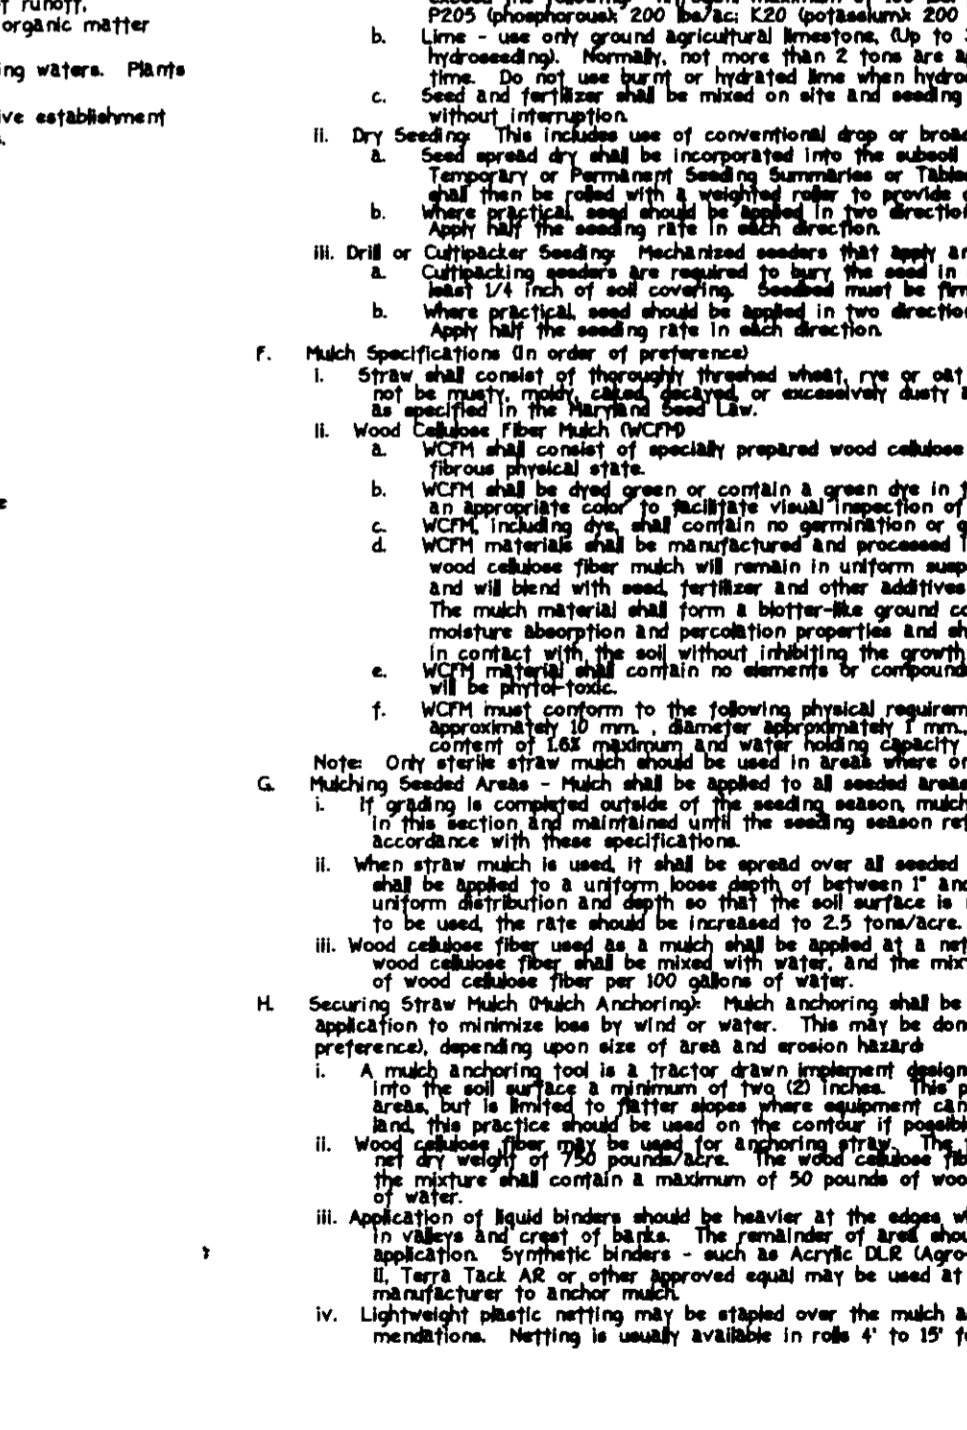 f runoff,
organic matter
ing waters. Plants
ive establishment
P205 (phosphorous): 200 lbs/ac; K20 (potassium): 200
b. Lime - use only ground agricultural limestone, (Up to
hydroseeding). Normally, not more than 2 tons are a
time. Do not use burnt or hydrated lime when hydro
c. Seed and fertilizer shall be mixed on site and seeding
without interruption.
ii. Dry Seeding: This includes use of conventional drop or broad
a. Seed spread dry shall be incorporated into the subsoil
Temporary or Permanent Seeding Summaries or Table
shall then be rolled with a weighted roller to provide
b. Where practical, seed should be applied in two direction
Apply half the seeding rate in each direction.
iii. Drill or Cultipacker Seeding: Mechanized seeders that apply an
a. Cultipacking seeders are required to bury the seed in
least 1/4 inch of soil covering. Seedbed must be firm
b. Where practical, seed should be applied in two direction
Apply half the seeding rate in each direction.
F. Mulch Specifications (In order of preference)
i. Straw shall consist of thoroughly threshed wheat, rye or oat
not be musty, moldy, caked, decayed, or excessively dusty a
as specified in the Maryland Seed Law.
ii. Wood Cellulose Fiber Mulch (WCFM)
a. WCFM shall consist of specially prepared wood cellulose
fibrous physical state.
b. WCFM shall be dyed green or contain a green dye in t
an appropriate color to facilitate visual inspection of
c. WCFM, including dye, shall contain no germination or g
d. WCFM materials shall be manufactured and processed i
wood cellulose fiber mulch will remain in uniform susp
and will blend with seed, fertilizer and other additives
The mulch material shall form a blotter-like ground co
moisture absorption and percolation properties and sh
in contact with the soil without inhibiting the growth
e. WCFM material shall contain no elements or compound
will be phytol-toxic.
f. WCFM must conform to the following physical requirem
approximately 10 mm. , diameter approximately 1 mm.,
content of 1.6% maximum and water holding capacity
Note: Only sterile straw mulch should be used in areas where on
G. Mulching Seeded Areas - Mulch shall be applied to all seeded areas
i. If grading is completed outside of the seeding season, mulch
in this section and maintained until the seeding season ret
accordance with these specifications.
ii. When straw mulch is used, it shall be spread over all seeded
shall be applied to a uniform loose depth of between 1" and
uniform distribution and depth so that the soil surface is
to be used, the rate should be increased to 2.5 tons/acre.
iii. Wood cellulose fiber used as a mulch shall be applied at a net
wood cellulose fiber shall be mixed with water, and the mixt
of wood cellulose fiber per 100 gallons of water.
H. Securing Straw Mulch (Mulch Anchoring): Mulch anchoring shall be
application to minimize loss by wind or water. This may be don
preference), depending upon size of area and erosion hazard:
i. A mulch anchoring tool is a tractor drawn implement design
into the soil surface a minimum of two (2) inches. This p
areas, but is limited to flatter slopes where equipment can
land, this practice should be used on the contour if possibl
ii. Wood cellulose fiber may be used for anchoring straw. The
net dry weight of 750 pounds/acre. The wood cellulose fib
the mixture shall contain a maximum of 50 pounds of woo
of water.
iii. Application of liquid binders should be heavier at the edges w
in valleys and crest of banks. The remainder of area shou
application. Synthetic binders - such as Acrylic DLR (Agro-
II, Terra Tack AR or other approved equal may be used at
manufacturer to anchor mulch.
iv. Lightweight plastic netting may be stapled over the mulch a
mendations. Netting is usually available in rolls 4' to 15' f